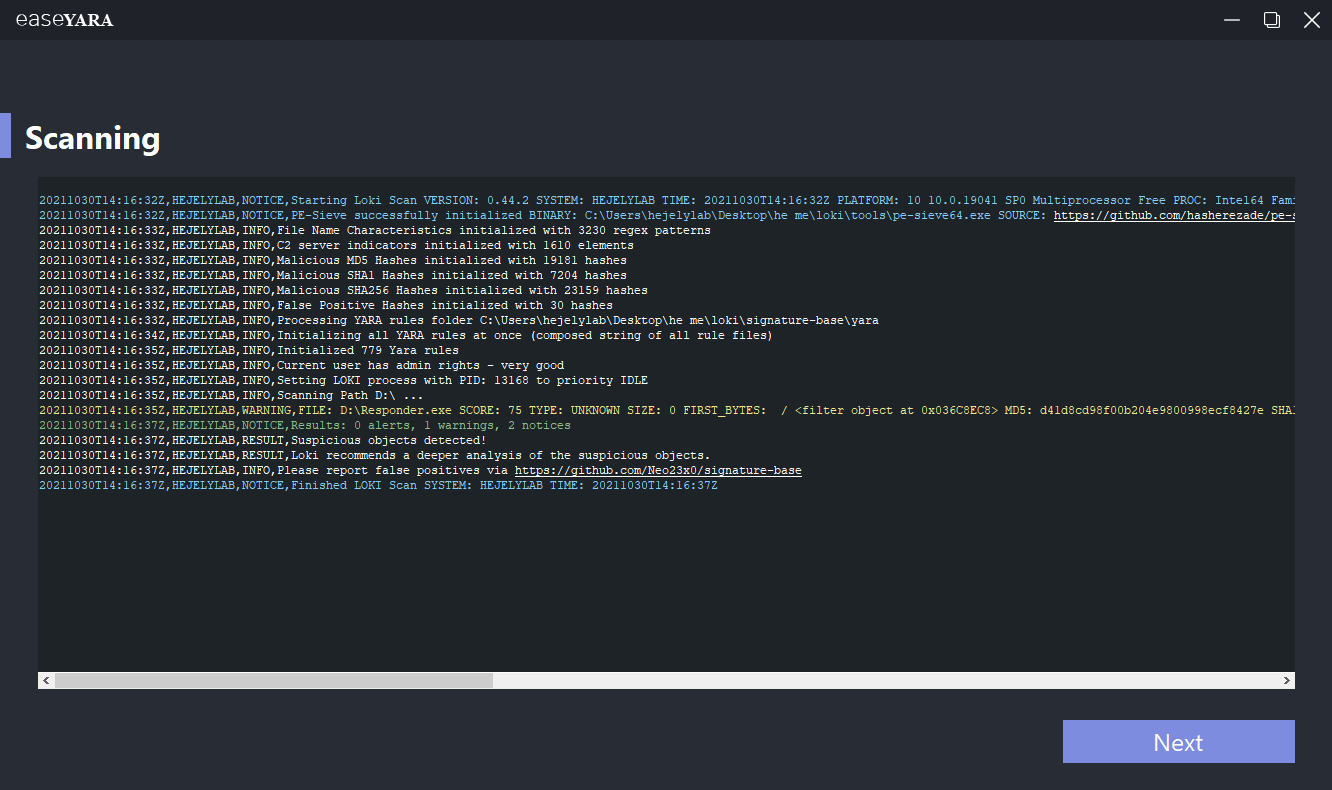 easeYARA
Scanning
20211030T14:16:32Z,HEJELYLAB,NOTICE,Starting Loki Scan VERSION: 0.44.2 SYSTEM: HEJELYLAB TIME: 20211030T14:16:32Z PLATFORM: 10 10.0.19041 SP0 Multiprocessor Free PROC: Intel64 Fami
20211030T14:16:32Z,HEJELYLAB,NOTICE,PE-Sieve successfully initialized BINARY: C:\Users\hejelylab\Desktop\he me\loki\tools\pe-sieve64.exe SOURCE: https://github.com/hasherezade/pe-s
20211030T14:16:33Z,HEJELYLAB,INFO,File Name Characteristics initialized with 3230 regex patterns
20211030T14:16:33Z,HEJELYLAB,INFO,C2 server indicators initialized with 1610 elements
20211030T14:16:33Z,HEJELYLAB,INFO,Malicious MD5 Hashes initialized with 19181 hashes
20211030T14:16:33Z,HEJELYLAB,INFO,Malicious SHA1 Hashes initialized with 7204 hashes
20211030T14:16:33Z,HEJELYLAB,INFO,Malicious SHA256 Hashes initialized with 23159 hashes
20211030T14:16:33Z,HEJELYLAB,INFO,False Positive Hashes initialized with 30 hashes
20211030T14:16:33Z,HEJELYLAB,INFO,Processing YARA rules folder C:\Users\hejelylab\Desktop\he me\loki\signature-base\yara
20211030T14:16:34Z,HEJELYLAB,INFO,Initializing all YARA rules at once (composed string of all rule files)
20211030T14:16:35Z,HEJELYLAB,INFO,Initialized 779 Yara rules
20211030T14:16:35Z,HEJELYLAB,INFO,Current user has admin rights - very good
20211030T14:16:35Z,HEJELYLAB,INFO,Setting LOKI process with PID: 13168 to priority IDLE
20211030T14:16:35Z,HEJELYLAB,INFO,Scanning Path D:\ ...
20211030T14:16:35Z,HEJELYLAB,WARNING,FILE: D:\Responder.exe SCORE: 75 TYPE: UNKNOWN SIZE: 0 FIRST_BYTES:  / <filter object at 0x036C8EC8> MD5: d41d8cd98f00b204e9800998ecf8427e SHA1
20211030T14:16:37Z,HEJELYLAB,NOTICE,Results: 0 alerts, 1 warnings, 2 notices
20211030T14:16:37Z,HEJELYLAB,RESULT,Suspicious objects detected!
20211030T14:16:37Z,HEJELYLAB,RESULT,Loki recommends a deeper analysis of the suspicious objects.
20211030T14:16:37Z,HEJELYLAB,INFO,Please report false positives via https://github.com/Neo23x0/signature-base
20211030T14:16:37Z,HEJELYLAB,NOTICE,Finished LOKI Scan SYSTEM: HEJELYLAB TIME: 20211030T14:16:37Z
Next